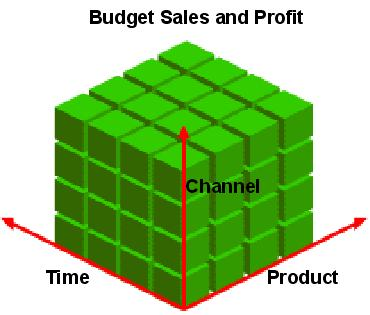 Budget Sales and Profit
Channel
Time
Product